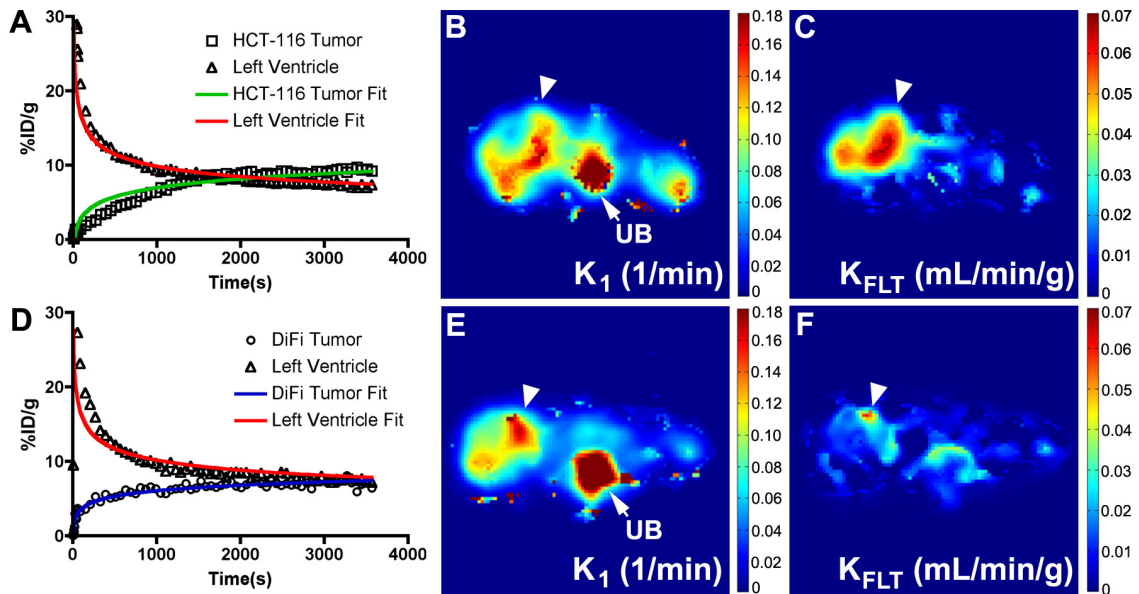 A
30
20
10
0
%ID/g
HCT-116 Tumor
Left Ventricle
HCT-116 Tumor Fit
Left Ventricle Fit
0 1000 2000 3000 4000
Time(s)
B
UB
K1 (1/min)
0.18
0.16
0.14
0.12
0.10
0.08
0.06
0.04
0.02
0
C
KFLT (mL/min/g)
0.07
0.06
0.05
0.04
0.03
0.02
0.01
0
D
30
20
10
0
%ID/g
DiFi Tumor
Left Ventricle
DiFi Tumor Fit
Left Ventricle Fit
0 1000 2000 3000 4000
Time(s)
E
UB
K1 (1/min)
0.18
0.16
0.14
0.12
0.10
0.08
0.06
0.04
0.02
0
F
KFLT (mL/min/g)
0.07
0.06
0.05
0.04
0.03
0.02
0.01
0